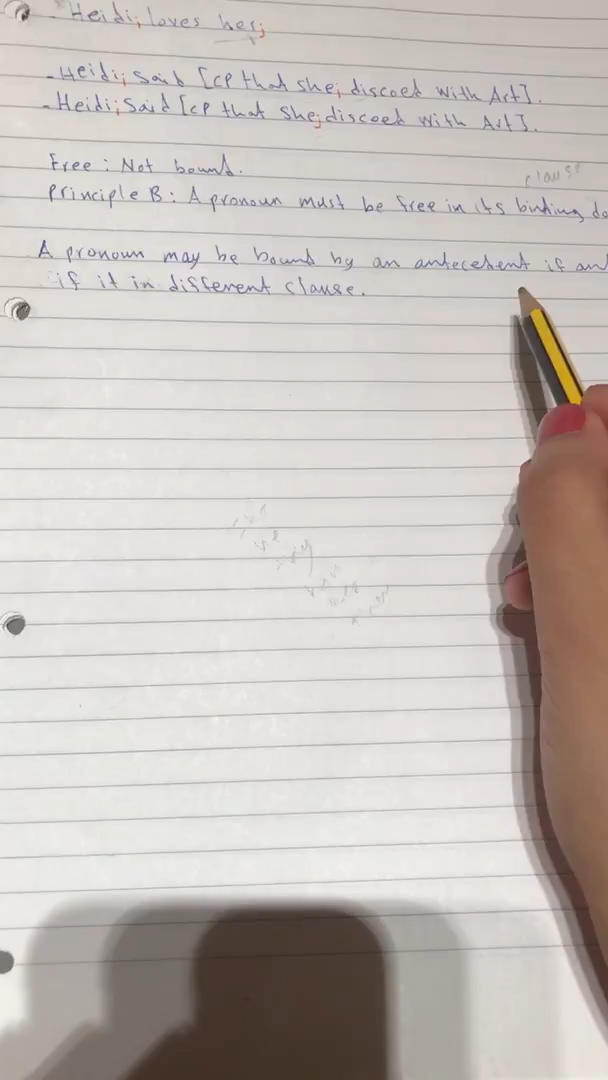 - Heidi i loves her j
- Heidi i said [CP that she i discoed with Art].
- Heidi i said [CP that she j discoed with Art].
Free : Not bound.
clause
Principle B : A pronoun must be free in its binding do
A pronoun may be bound by an antecedent if an
if it in different clause.